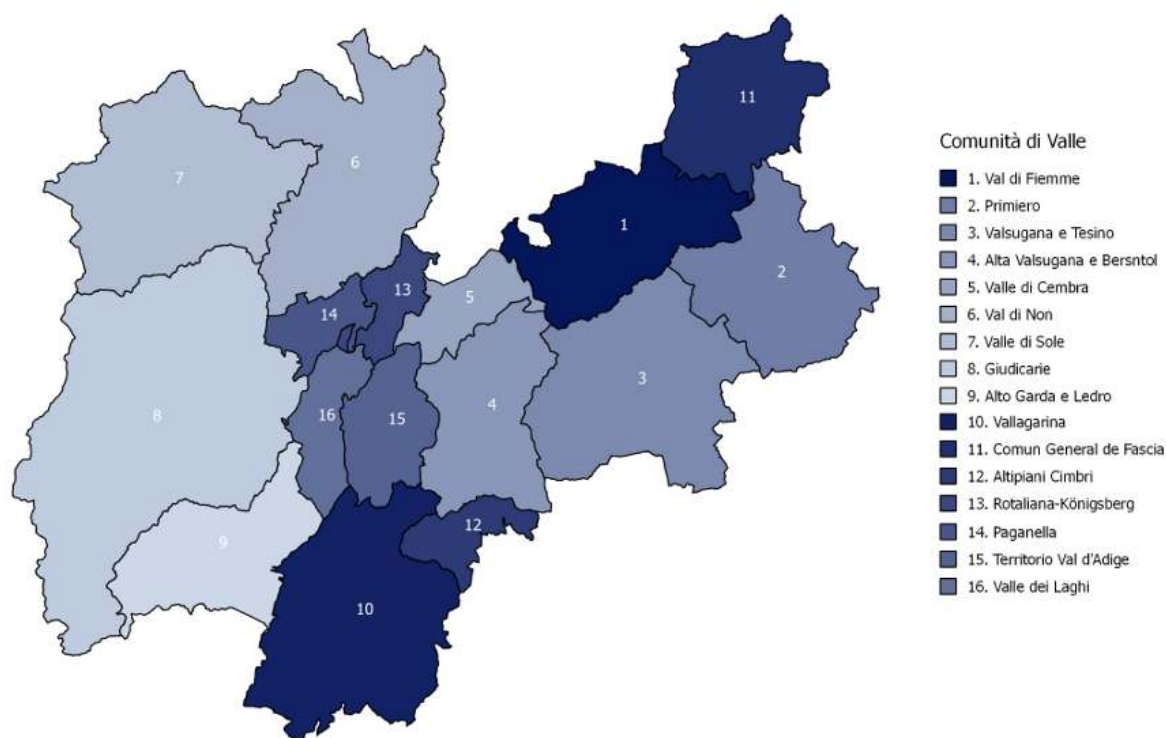 11
6
7
1
2
13
5
14
3
4
8
16
15
12
9
10
Comunità di Valle
1. Val di Fiemme
2. Primiero
3. Valsugana e Tesino
4. Alta Valsugana e Bersntol
5. Valle di Cembra
6. Val di Non
7. Valle di Sole
8. Giudicarie
9. Alto Garda e Ledro
10. Vallagarina
11. Comun General de Fascia
12. Altipiani Cimbri
13. Rotaliana-Königsberg
14. Paganella
15. Territorio Val d'Adige
16. Valle dei Laghi